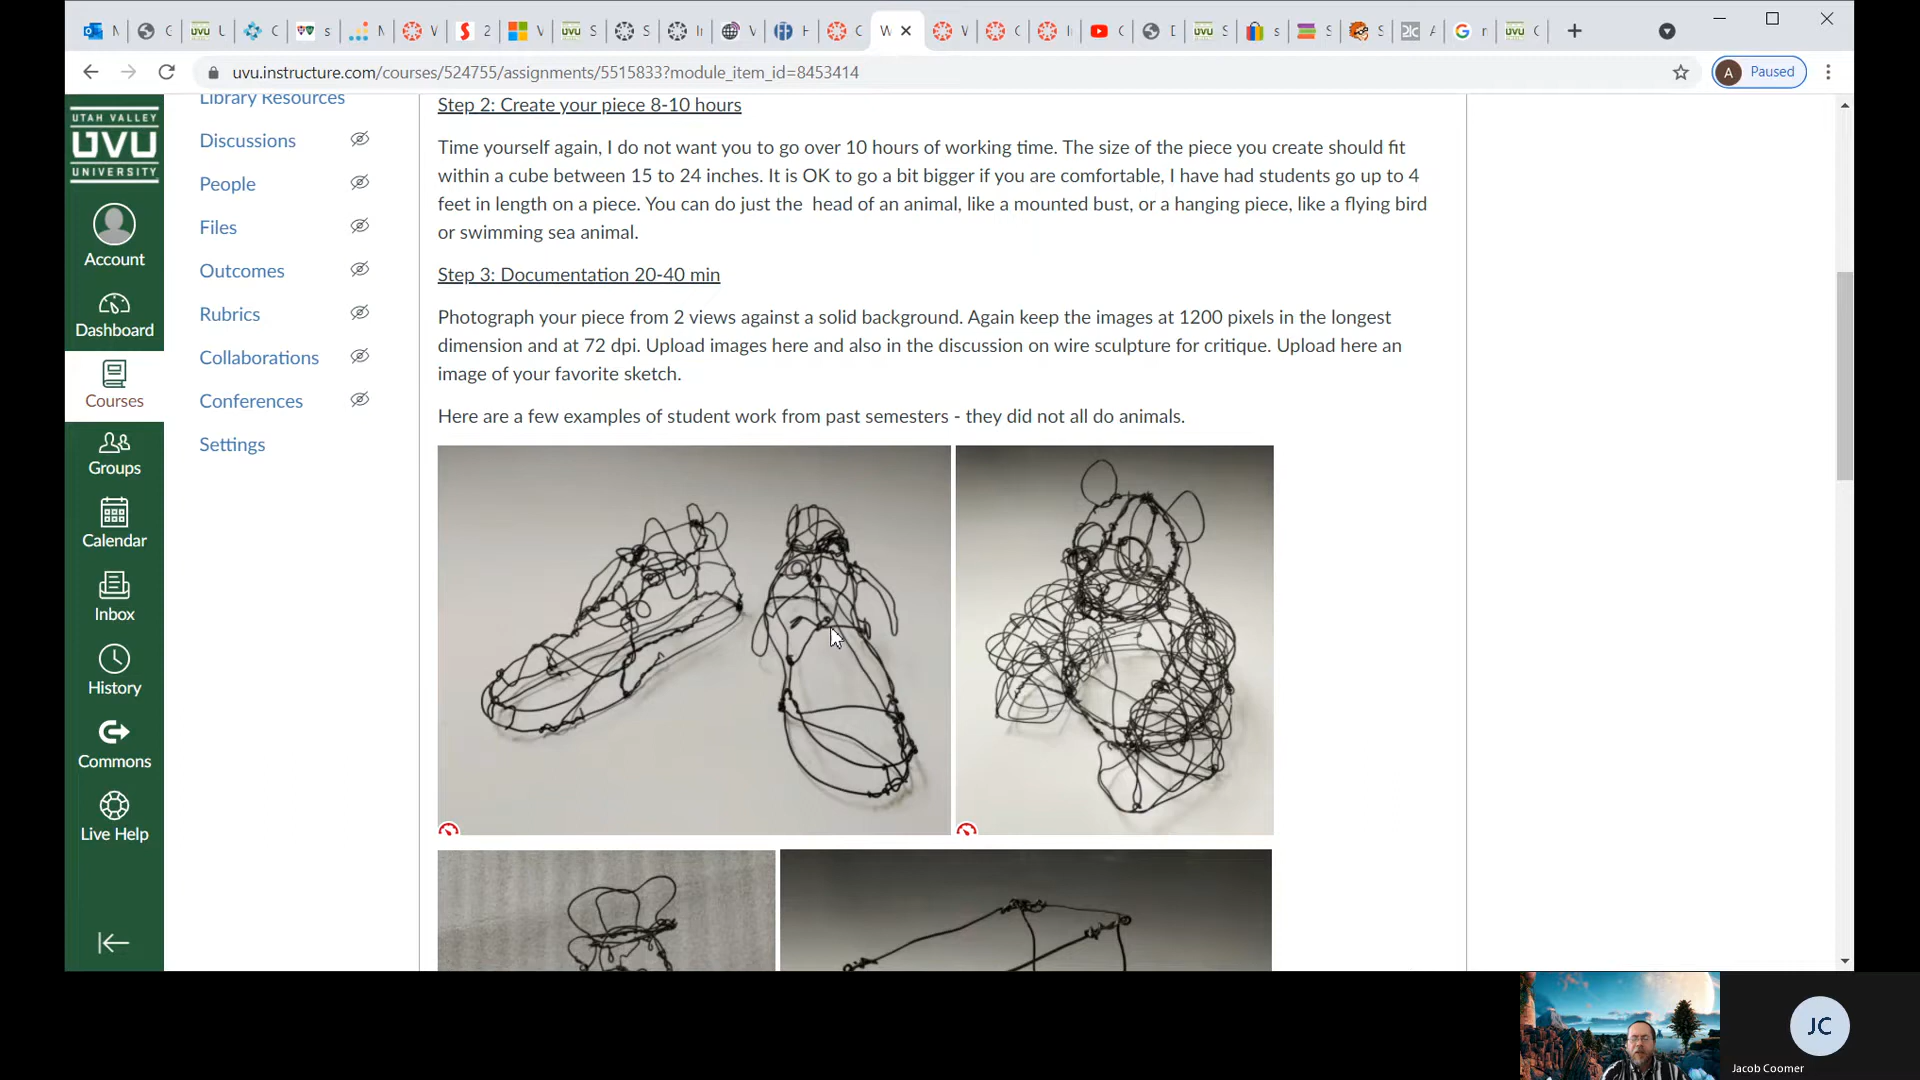 uvu.instructure.com/courses/524755/assignments/5515833?module_item_id=8453414
A Paused
UTAH VALLEY
UVU
UNIVERSITY
Account
Dashboard
Courses
Groups
Calendar
Inbox
History
Commons
Live Help
Library Resources
Discussions
People
Files
Outcomes
Rubrics
Collaborations
Conferences
Settings
Step 2: Create your piece 8-10 hours
Time yourself again, I do not want you to go over 10 hours of working time. The size of the piece you create should fit
within a cube between 15 to 24 inches. It is OK to go a bit bigger if you are comfortable, I have had students go up to 4
feet in length on a piece. You can do just the head of an animal, like a mounted bust, or a hanging piece, like a flying bird
or swimming sea animal.
Step 3: Documentation 20-40 min
Photograph your piece from 2 views against a solid background. Again keep the images at 1200 pixels in the longest
dimension and at 72 dpi. Upload images here and also in the discussion on wire sculpture for critique. Upload here an
image of your favorite sketch.
Here are a few examples of student work from past semesters - they did not all do animals.
JC
Jacob Coomer